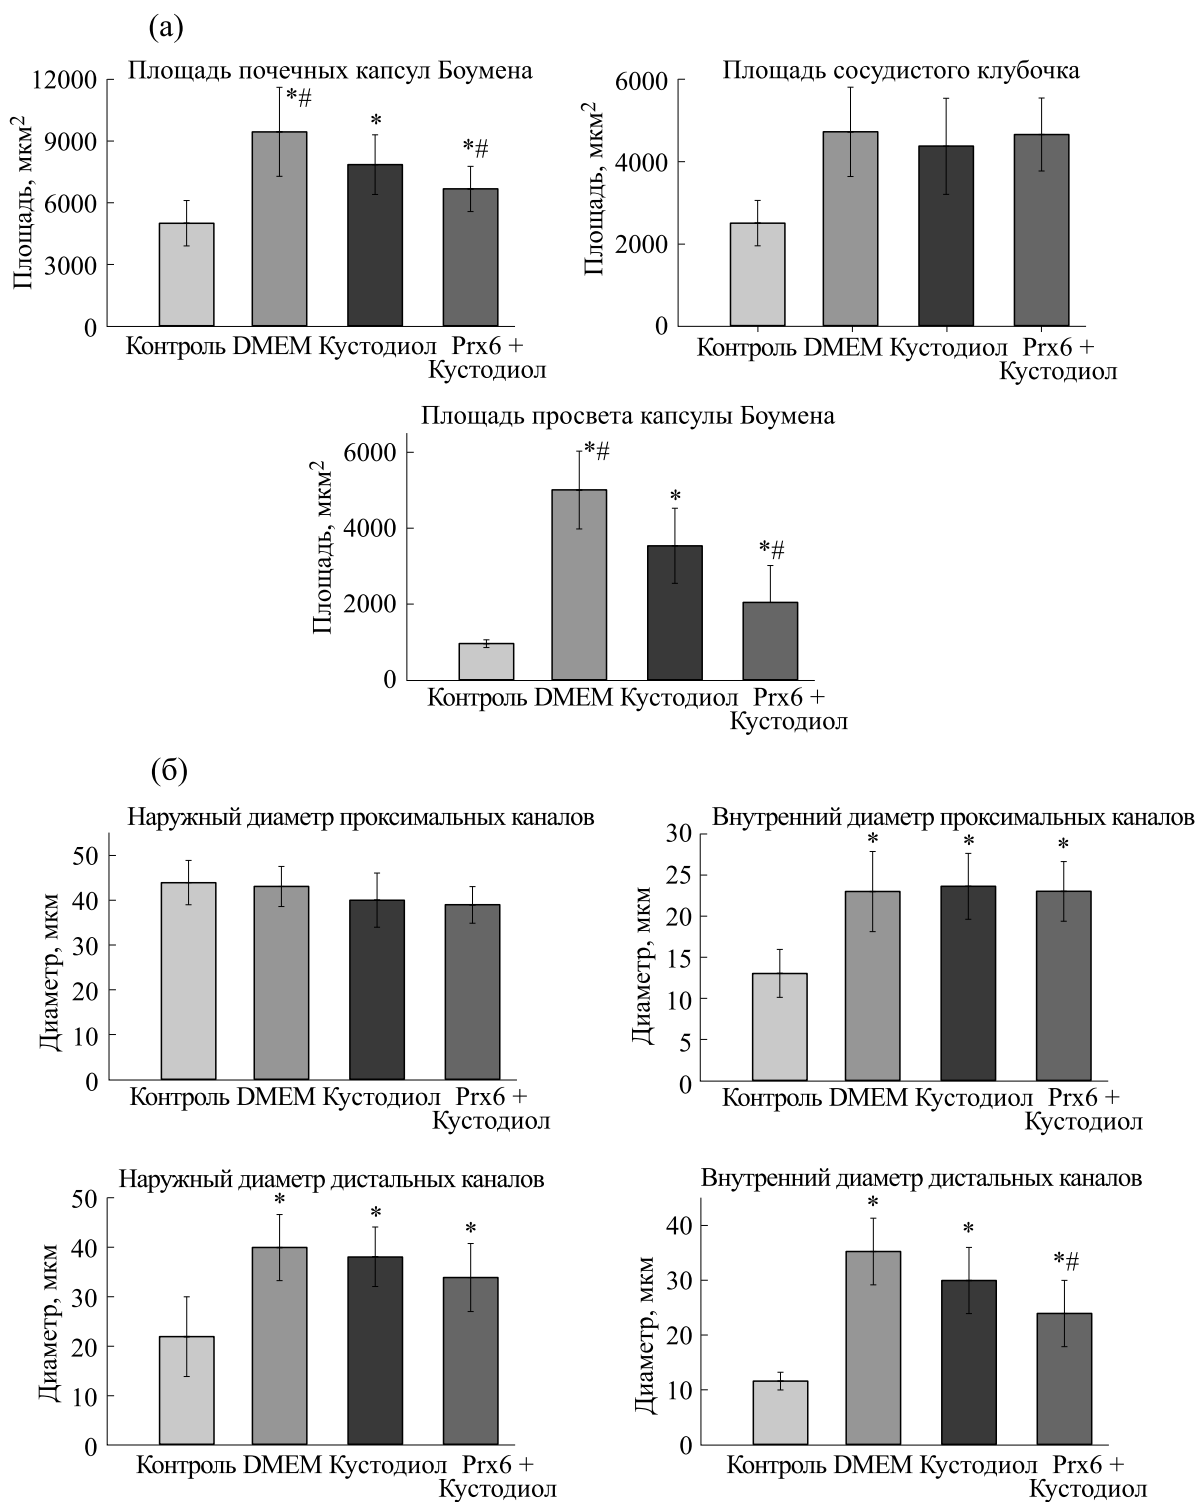 (а)
Площадь почечных капсул Боумена
Площадь, мкм2
12000
9000
6000
3000
0
*#
*
*#
Контроль DMEM Кустодиол Prx6 +
Кустодиол
Площадь сосудистого клубочка
Площадь, мкм2
6000
4000
2000
0
Контроль DMEM Кустодиол Prx6 +
Кустодиол
Площадь просвета капсулы Боумена
Площадь, мкм2
6000
4000
2000
0
*#
*
*#
Контроль DMEM Кустодиол Prx6 +
Кустодиол
(б)
Наружный диаметр проксимальных каналов
Диаметр, мкм
50
40
30
20
10
0
Контроль DMEM Кустодиол Prx6 +
Кустодиол
Внутренний диаметр проксимальных каналов
Диаметр, мкм
30
25
20
15
10
5
0
*
*
*
Контроль DMEM Кустодиол Prx6 +
Кустодиол
Наружный диаметр дистальных каналов
Диаметр, мкм
50
40
30
20
10
0
*
*
*
Контроль DMEM Кустодиол Prx6 +
Кустодиол
Внутренний диаметр дистальных каналов
Диаметр, мкм
40
30
20
10
0
*
*
*#
Контроль DMEM Кустодиол Prx6 +
Кустодиол